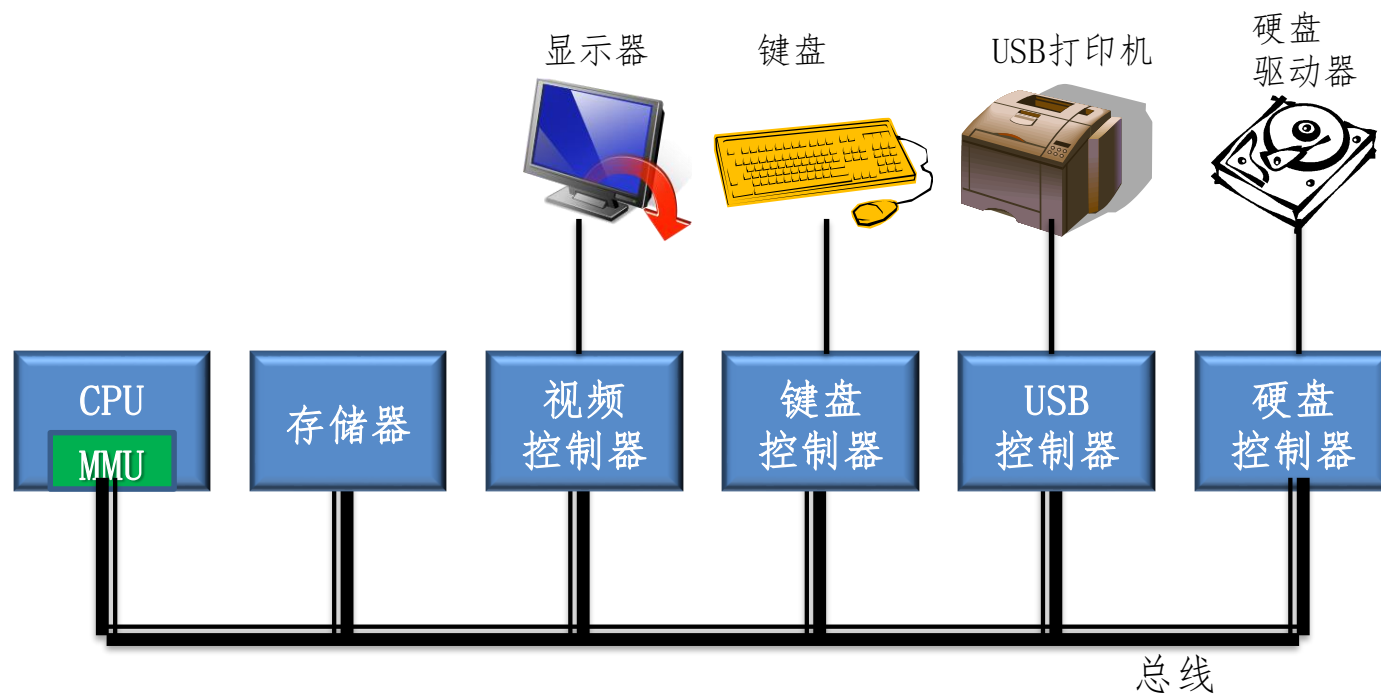 显示器
键盘
USB打印机
硬盘
驱动器
CPU
MMU
存储器
视频
控制器
键盘
控制器
USB
控制器
硬盘
控制器
总线